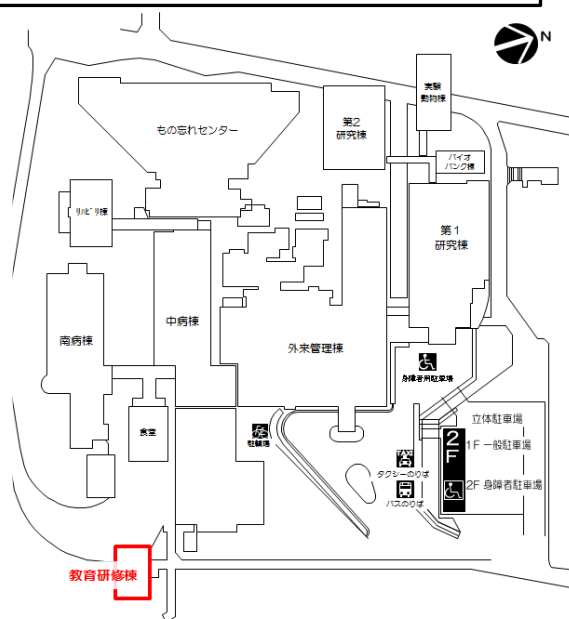 N
実験
動物棟
もの忘れセンター
第2
研究棟
バイオ
バンク棟
リハビリ棟
第1
研究棟
中病棟
南病棟
外来管理棟
身障者用駐車場
食堂
駐輪場
立体駐車場
2F
1F 一般駐車場
TAXI
タクシーのりば
2F 身障者駐車場
バスのりば
教育研修棟